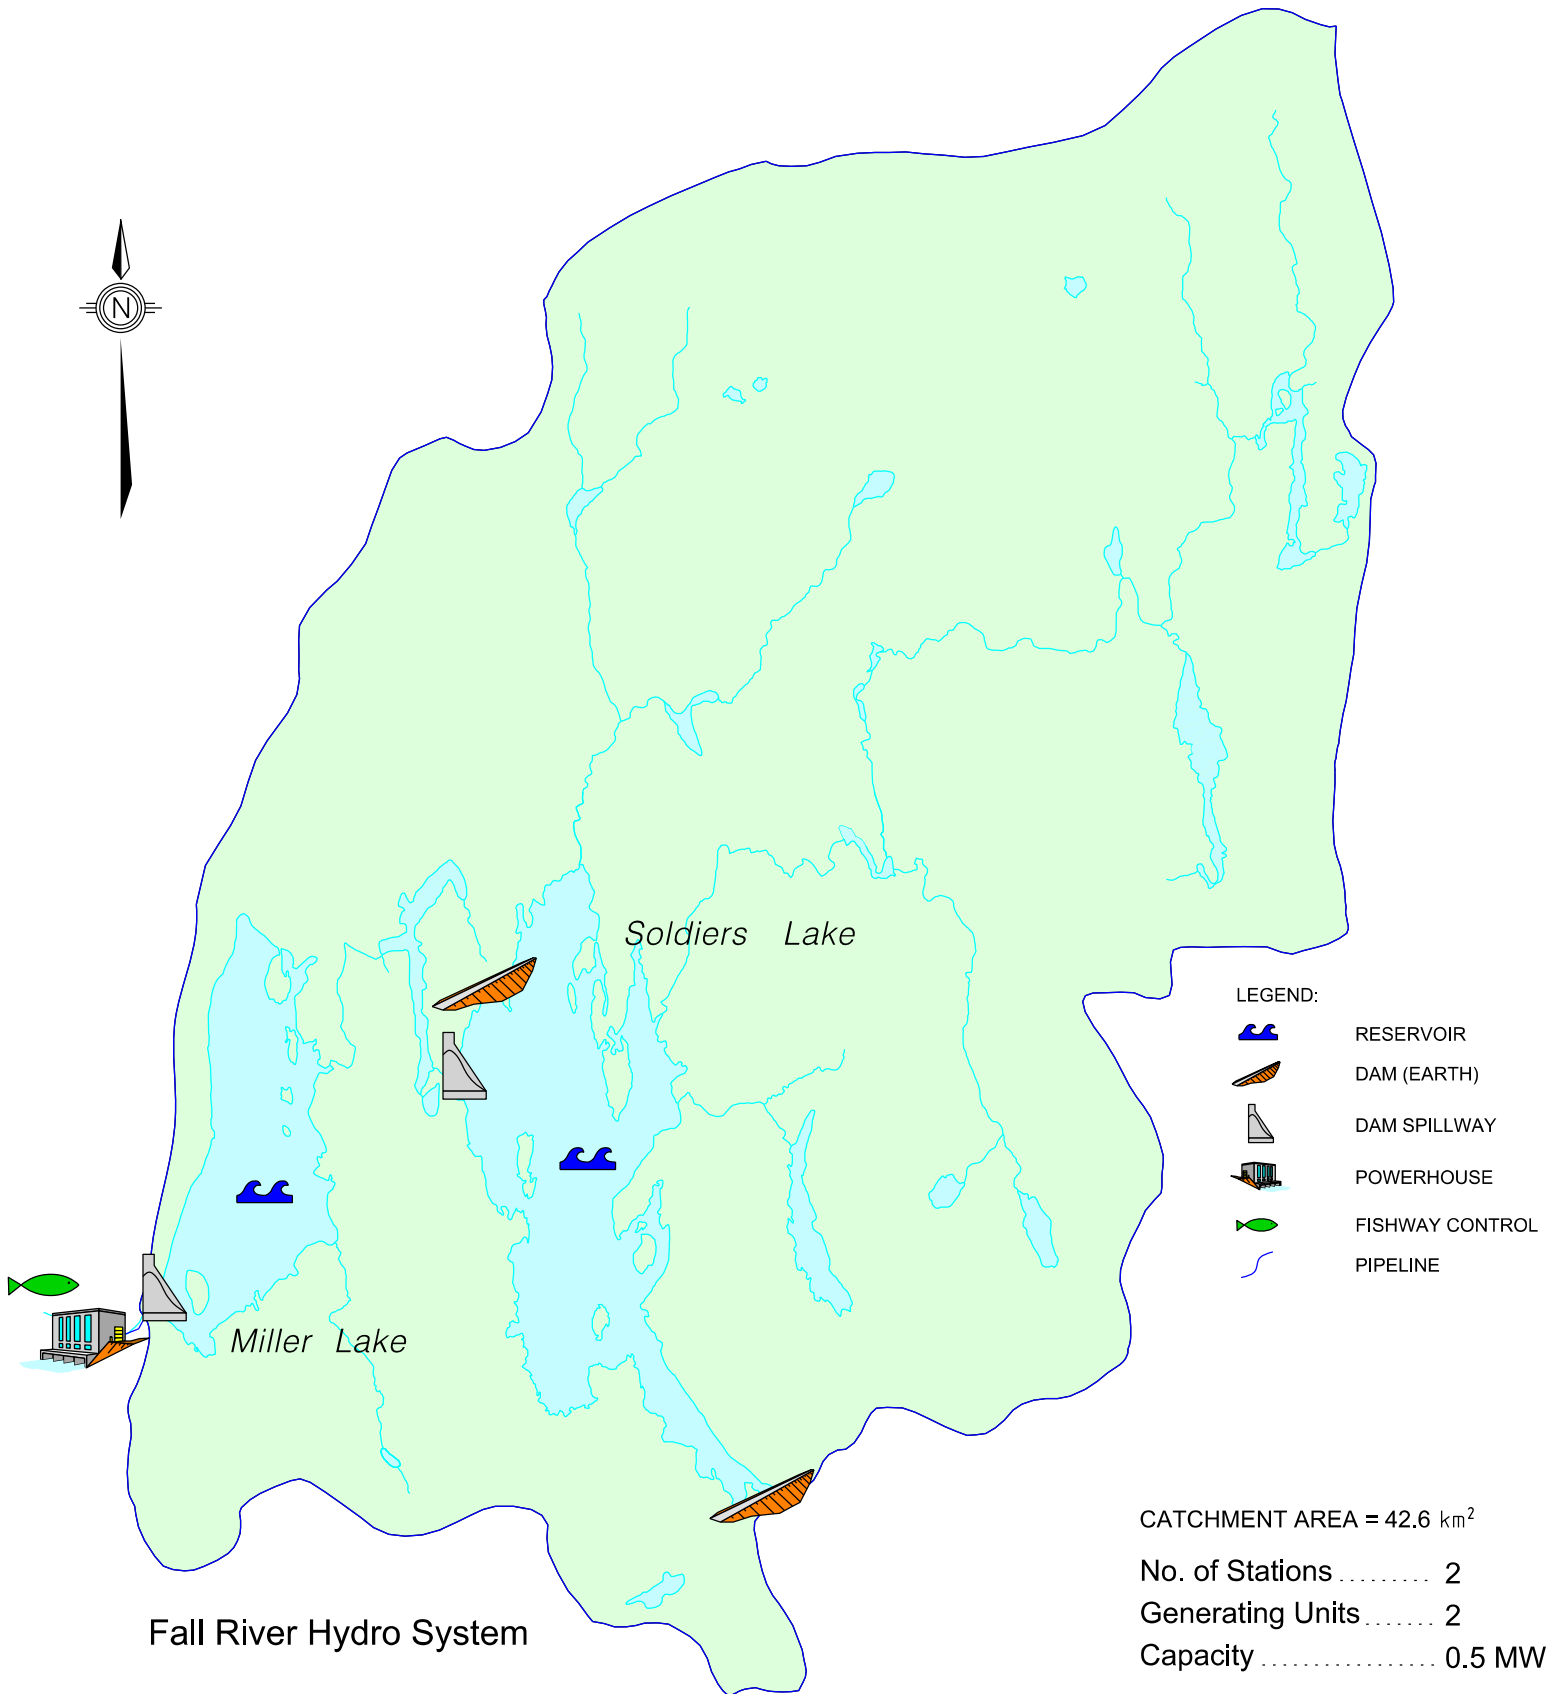 N
Soldiers Lake
LEGEND:
RESERVOIR
DAM (EARTH)
DAM SPILLWAY
POWERHOUSE
FISHWAY CONTROL
PIPELINE
Miller Lake
CATCHMENT AREA = 42.6 km²
No. of Stations ......... 2
Generating Units ....... 2
Capacity ................. 0.5 MW
Fall River Hydro System